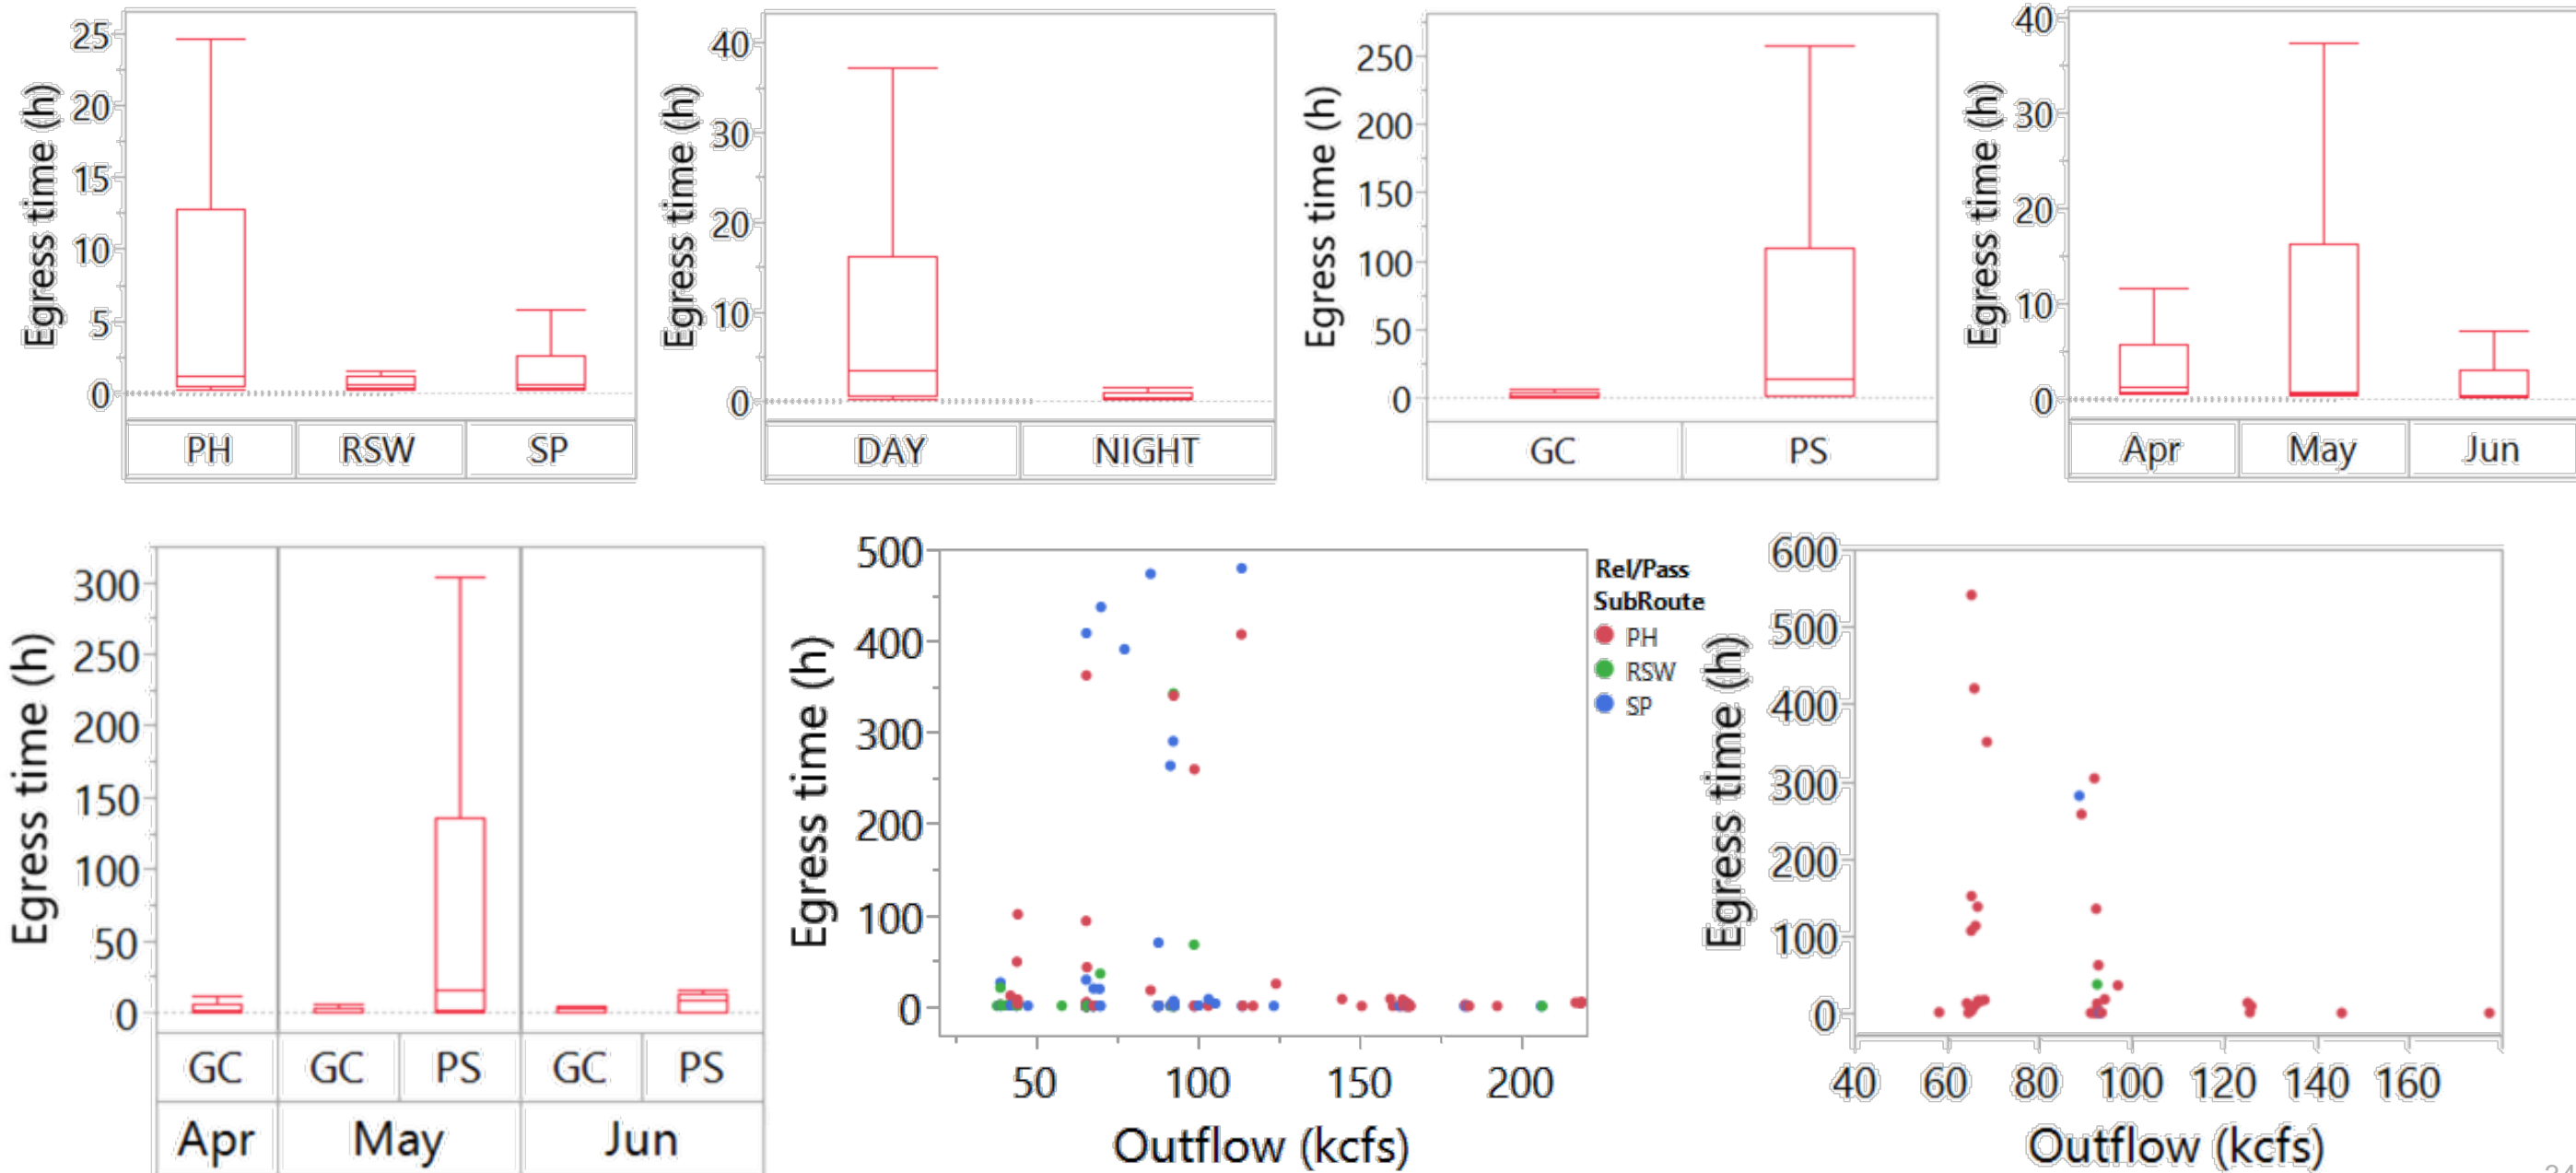 Egress time (h)
25
20
15
10
5
0
PH RSW SP
Egress time (h)
40
30
20
10
0
DAY NIGHT
Egress time (h)
250
200
150
100
50
0
GC PS
Egress time (h)
40
30
20
10
0
Apr May Jun
Egress time (h)
300
250
200
150
100
50
0
GC GC PS GC PS
Apr May Jun
Egress time (h)
500
400
300
200
100
0
50 100 150 200
Outflow (kcfs)
Rel/Pass
SubRoute
PH
RSW
SP
Egress time (h)
600
500
400
300
200
100
0
40 60 80 100 120 140 160
Outflow (kcfs)